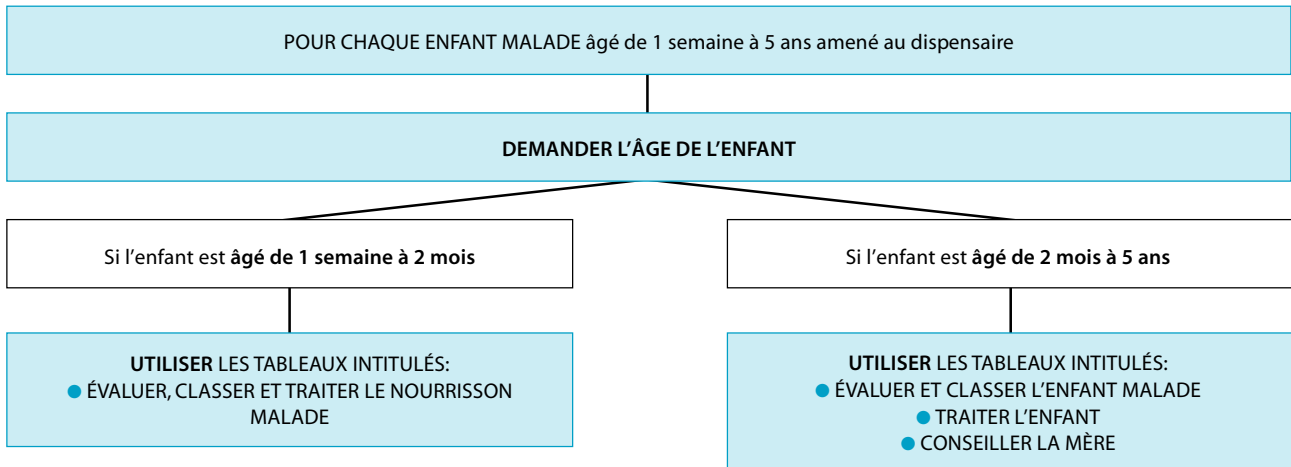 POUR CHAQUE ENFANT MALADE âgé de 1 semaine à 5 ans amené au dispensaire
DEMANDER L'ÂGE DE L'ENFANT
Si l'enfant est âgé de 1 semaine à 2 mois
Si l'enfant est âgé de 2 mois à 5 ans
UTILISER LES TABLEAUX INTITULÉS:
● ÉVALUER, CLASSER ET TRAITER LE NOURRISSON
MALADE
UTILISER LES TABLEAUX INTITULÉS:
● ÉVALUER ET CLASSER L'ENFANT MALADE
● TRAITER L'ENFANT
● CONSEILLER LA MÈRE